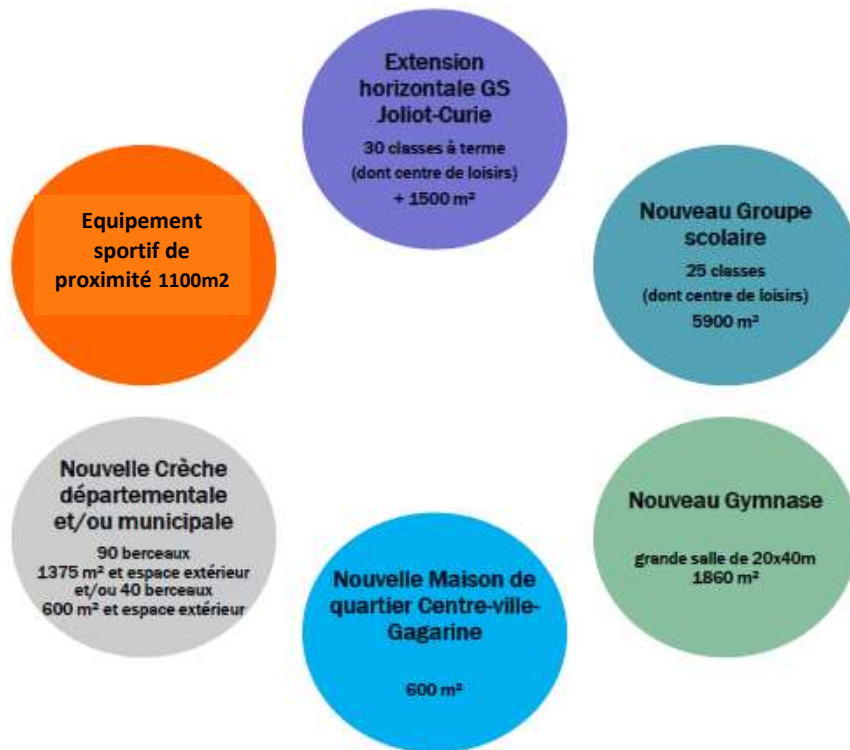 Extension
horizontale GS
Joliot-Curie
30 classes à terme
(dont centre de loisirs)
+ 1500 m²
Equipement
sportif de
proximité 1100m2
Nouveau Groupe
scolaire
25 classes
(dont centre de loisirs)
5900 m²
Nouvelle Crèche
départementale
et/ou municipale
90 berceaux
1375 m² et espace extérieur
et/ou 40 berceaux
600 m² et espace extérieur
Nouvelle Maison de
quartier Centre-ville-
Gagarine
600 m²
Nouveau Gymnase
grande salle de 20x40m
1860 m²